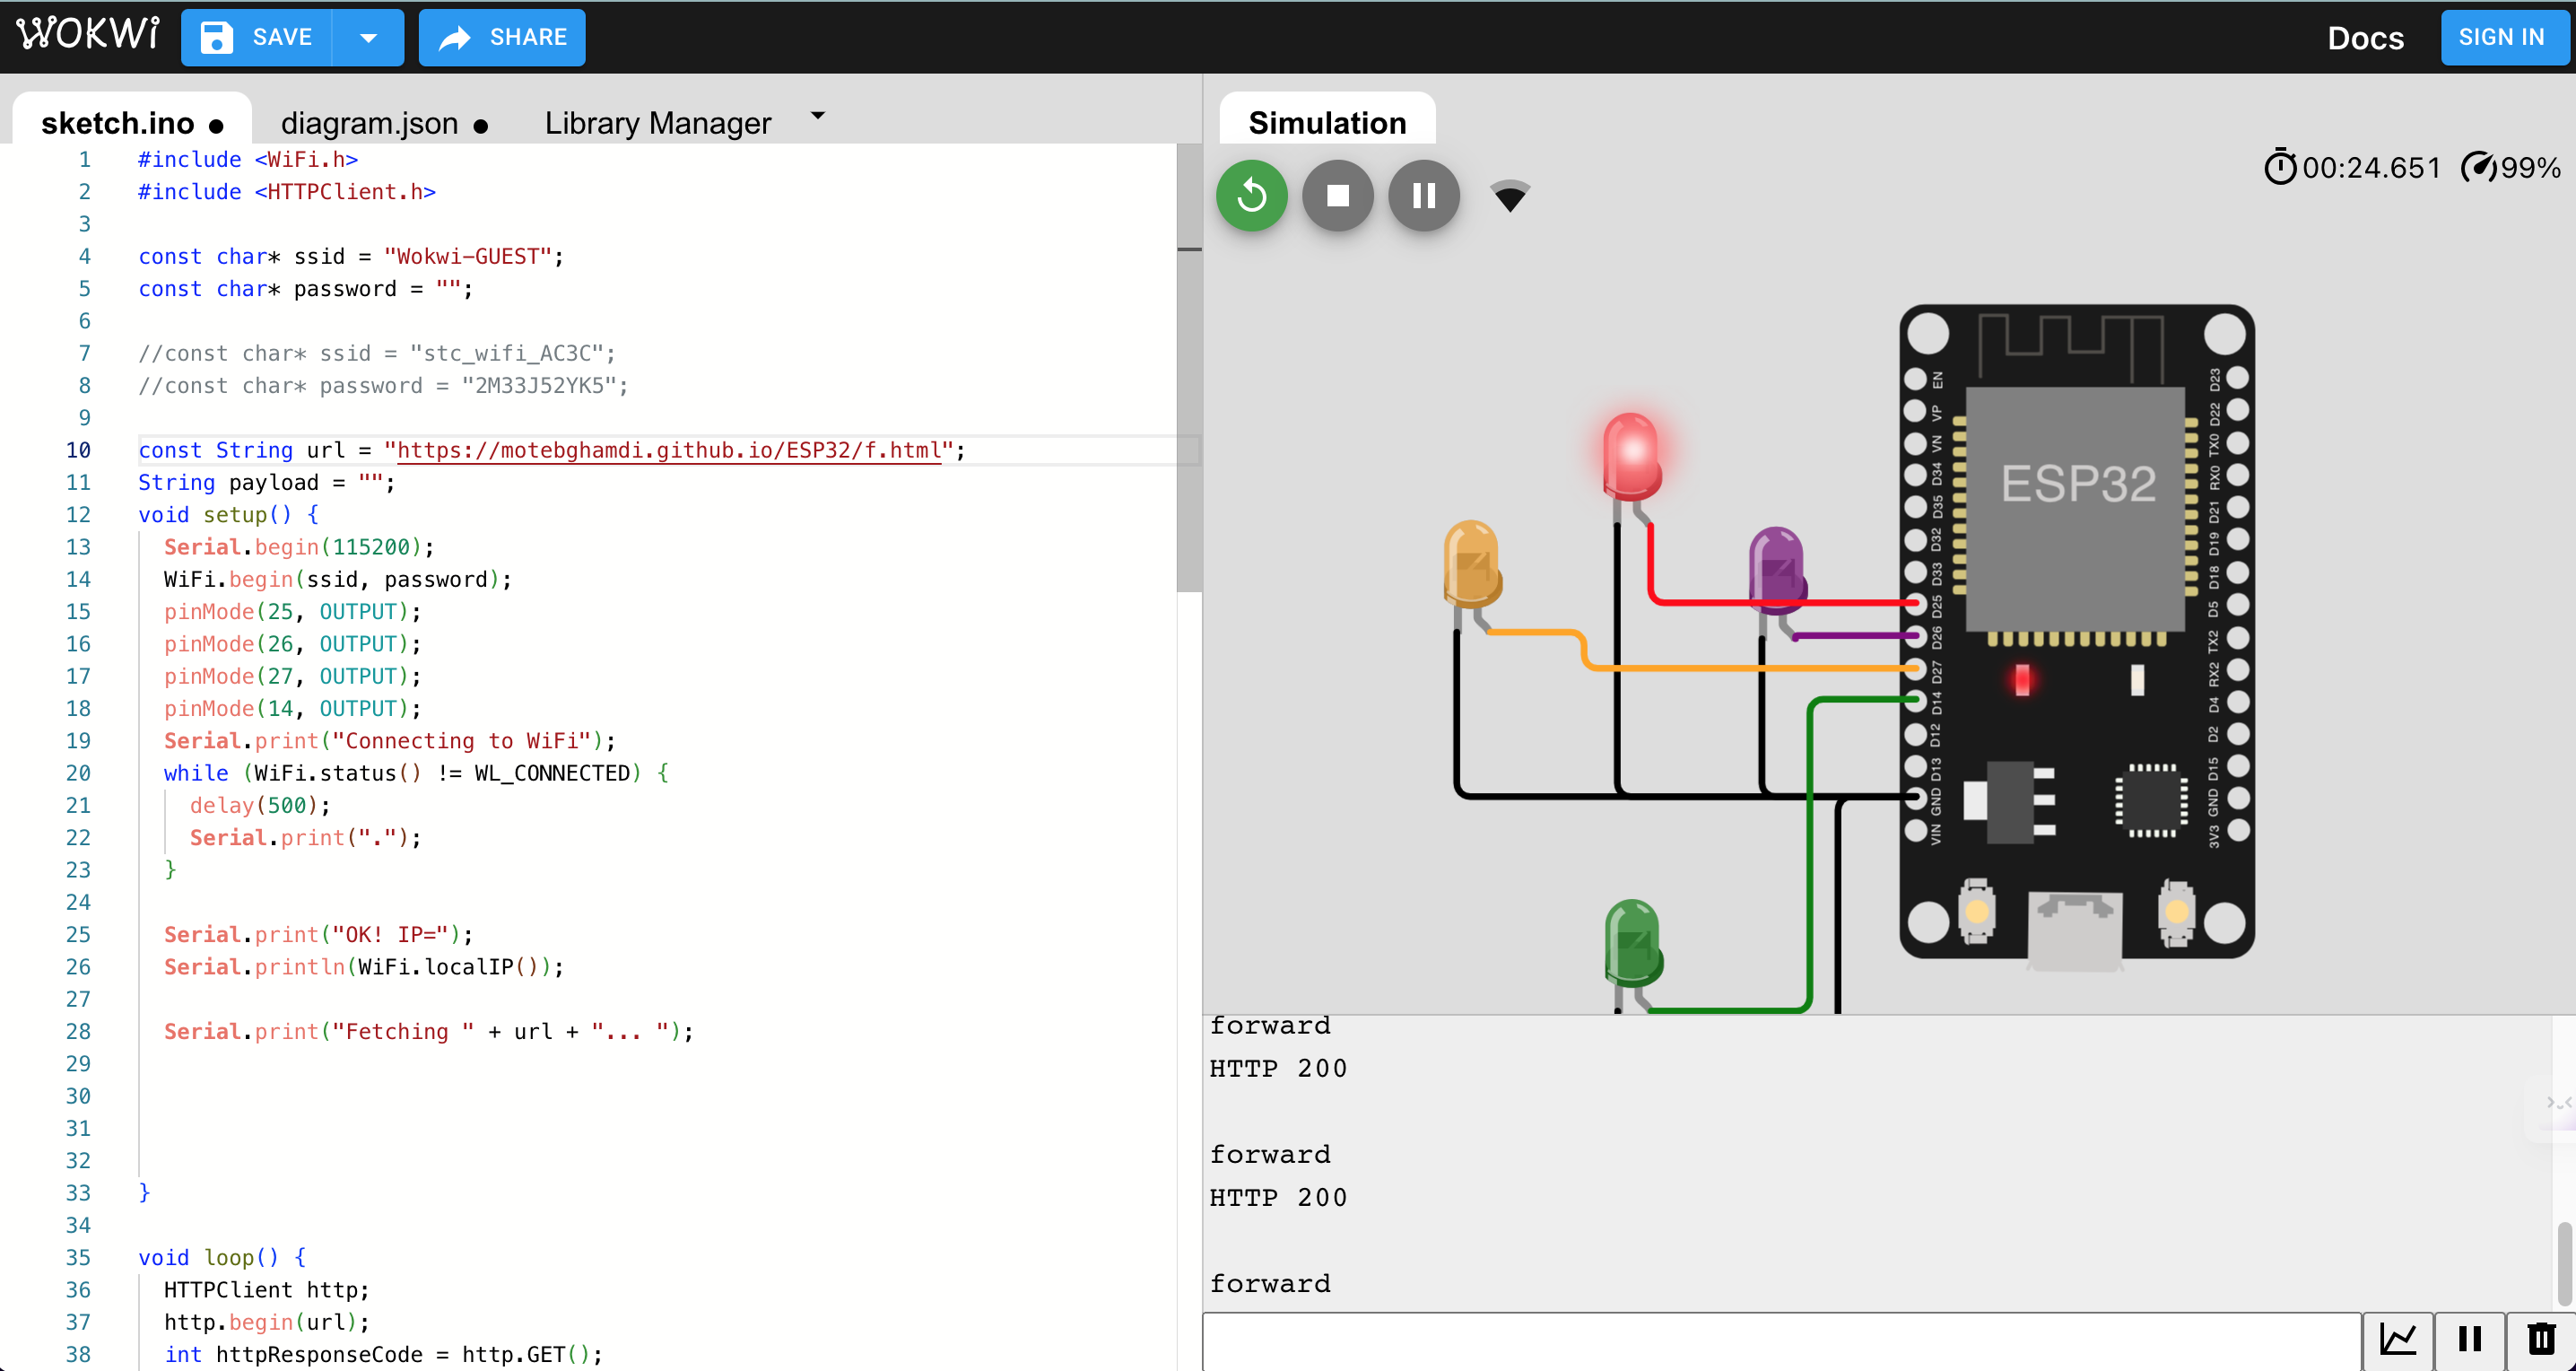 WOKWi
SAVE
SHARE
Docs
SIGN IN
sketch.ino ●
diagram.json ●
Library Manager
1 #include <WiFi.h>
2 #include <HTTPClient.h>
3
4 const char* ssid = "Wokwi-GUEST";
5 const char* password = "";
6
7 //const char* ssid = "stc_wifi_AC3C";
8 //const char* password = "2M33J52YK5";
9
10 const String url = "https://motebghamdi.github.io/ESP32/f.html";
11 String payload = "";
12 void setup() {
13 Serial.begin(115200);
14 WiFi.begin(ssid, password);
15 pinMode(25, OUTPUT);
16 pinMode(26, OUTPUT);
17 pinMode(27, OUTPUT);
18 pinMode(14, OUTPUT);
19 Serial.print("Connecting to WiFi");
20 while (WiFi.status() != WL_CONNECTED) {
21 delay(500);
22 Serial.print(".");
23 }
24
25 Serial.print("OK! IP=");
26 Serial.println(WiFi.localIP());
27
28 Serial.print("Fetching " + url + "... ");
29
30
31
32
33 }
34
35 void loop() {
36 HTTPClient http;
37 http.begin(url);
38 int httpResponseCode = http.GET();
Simulation
00:24.651
99%
ESP32
EN
VP
VN
D34
D35
D32
D33
D25
D26
D27
D14
D12
D13
GND
VIN
D23
D22
TX0
RX0
D21
D19
D18
D5
TX2
RX2
D4
D2
D15
GND
3V3
forward
HTTP 200
forward
HTTP 200
forward